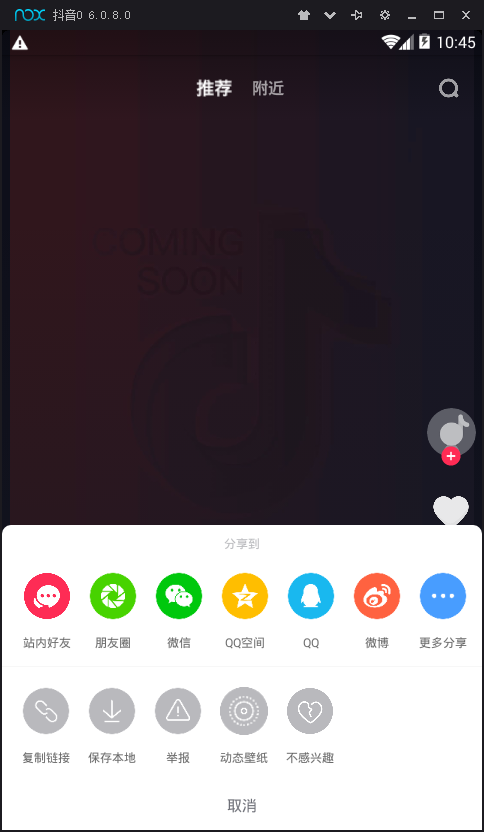 nox 抖音0 6.0.8.0
10:45
推荐 附近
COMING
SOON
分享到
站内好友 朋友圈 微信 QQ空间 QQ 微博 更多分享
复制链接 保存本地 举报 动态壁纸 不感兴趣
取消